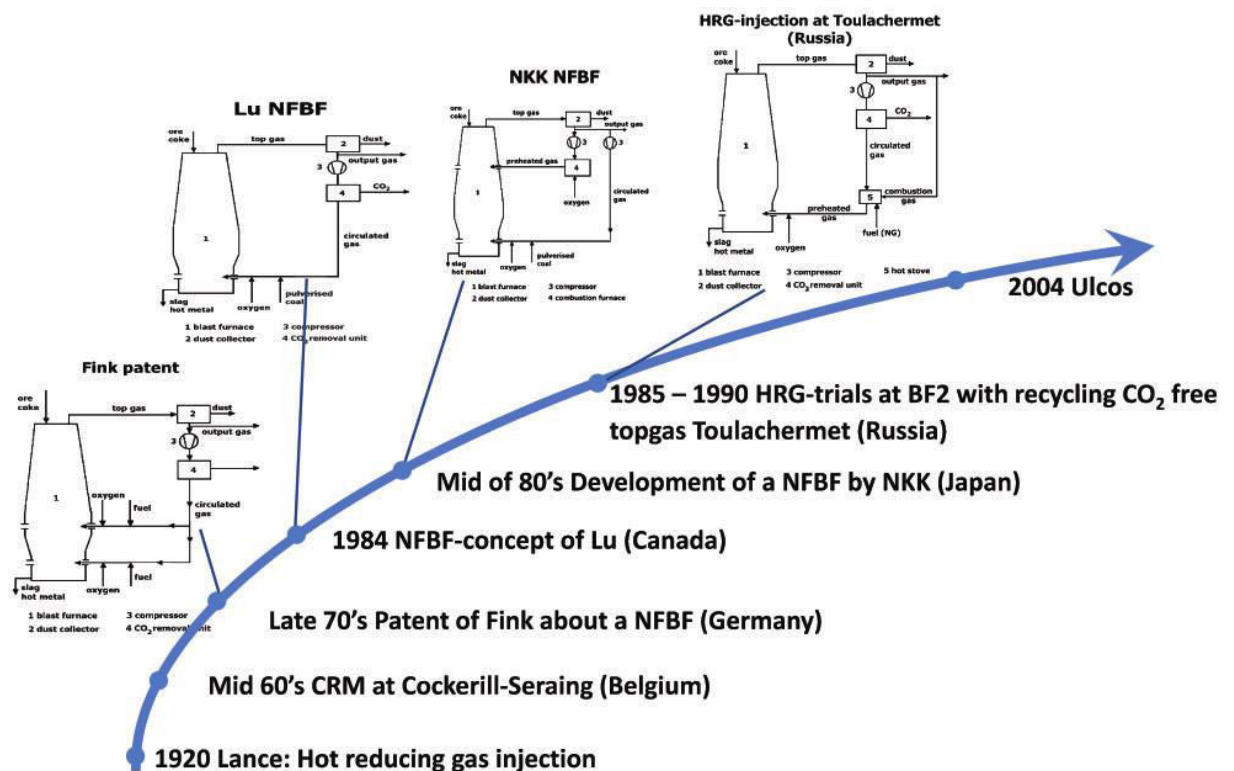 HRG-injection at Toulachermet
(Russia)
ore
coke
top gas
2
dust
output gas
3
4
CO₂
circulated
gas
1
5
combustion
gas
preheated
gas
fuel (NG)
oxygen
slag
hot metal
1 blast furnace
3 compressor
5 hot stove
2 dust collector
4 CO₂ removal unit
NKK NFBF
ore
coke
top gas
2
dust
output gas
3
3
preheated gas
4
1
oxygen
circulated
gas
slag
hot metal
oxygen
pulverised
coal
1 blast furnace
3 compressor
2 dust collector
4 combustion furnace
Lu NFBF
ore
coke
top gas
2
dust
output gas
3
4
CO₂
1
circulated
gas
slag
hot metal
oxygen
pulverised
coal
1 blast furnace
3 compressor
2 dust collector
4 CO₂ removal unit
Fink patent
ore
coke
top gas
2
dust
output gas
3
4
1
oxygen
fuel
circulated
gas
slag
hot metal
oxygen
fuel
1 blast furnace
3 compressor
2 dust collector
4 CO₂ removal unit
2004 Ulcos
1985 – 1990 HRG-trials at BF2 with recycling CO₂ free
topgas Toulachermet (Russia)
Mid of 80’s Development of a NFBF by NKK (Japan)
1984 NFBF-concept of Lu (Canada)
Late 70’s Patent of Fink about a NFBF (Germany)
Mid 60’s CRM at Cockerill-Seraing (Belgium)
1920 Lance: Hot reducing gas injection